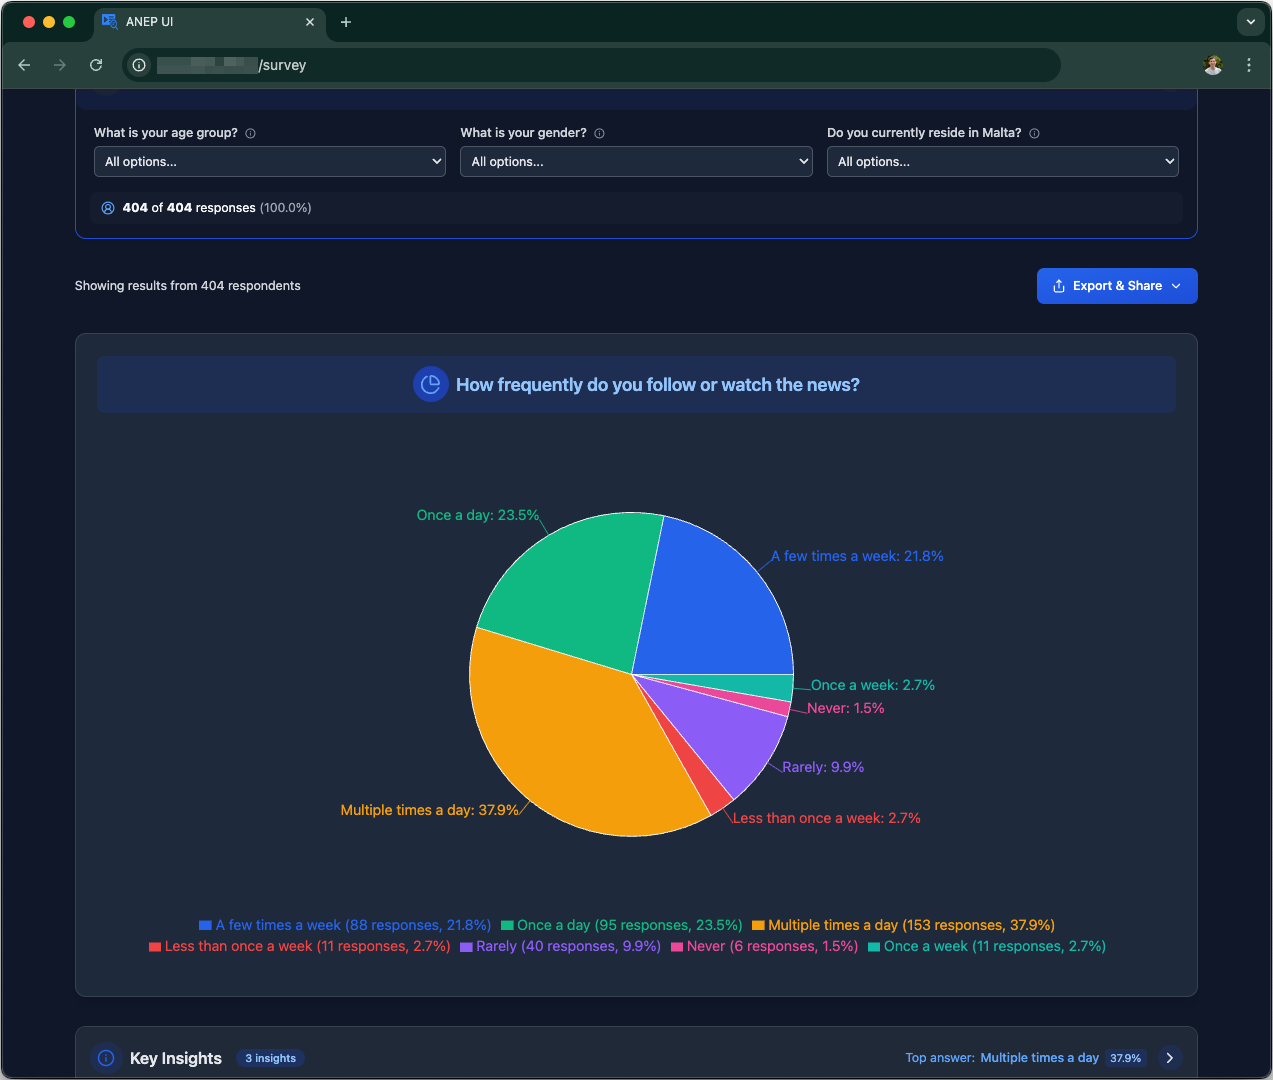 ANEP UI
/survey
What is your age group?
What is your gender?
Do you currently reside in Malta?
All options...
All options...
All options...
404 of 404 responses (100.0%)
Showing results from 404 respondents
Export & Share
How frequently do you follow or watch the news?
Once a day: 23.5%
A few times a week: 21.8%
Once a week: 2.7%
Never: 1.5%
Rarely: 9.9%
Multiple times a day: 37.9%
Less than once a week: 2.7%
A few times a week (88 responses, 21.8%) Once a day (95 responses, 23.5%) Multiple times a day (153 responses, 37.9%)
Less than once a week (11 responses, 2.7%) Rarely (40 responses, 9.9%) Never (6 responses, 1.5%) Once a week (11 responses, 2.7%)
Key Insights
3 insights
Top answer: Multiple times a day 37.9%